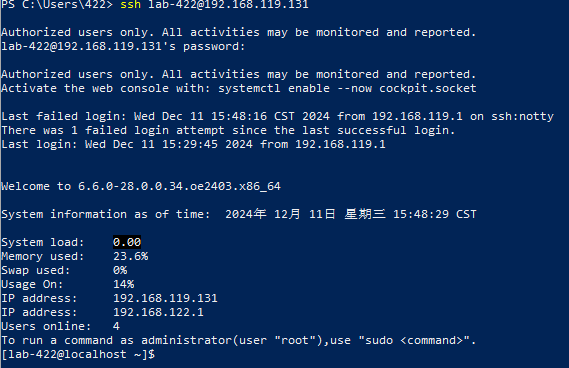 PS C:\Users\422> ssh lab-422@192.168.119.131
Authorized users only. All activities may be monitored and reported.
lab-422@192.168.119.131's password:
Authorized users only. All activities may be monitored and reported.
Activate the web console with: systemctl enable --now cockpit.socket
Last failed login: Wed Dec 11 15:48:16 CST 2024 from 192.168.119.1 on ssh:notty
There was 1 failed login attempt since the last successful login.
Last login: Wed Dec 11 15:29:45 2024 from 192.168.119.1
Welcome to 6.6.0-28.0.0.34.oe2403.x86_64
System information as of time:  2024年 12月 11日 星期三 15:48:29 CST
System load:    0.00
Memory used:    23.6%
Swap used:      0%
Usage On:       14%
IP address:     192.168.119.131
IP address:     192.168.122.1
Users online:   4
To run a command as administrator(user "root"),use "sudo <command>".
[lab-422@localhost ~]$